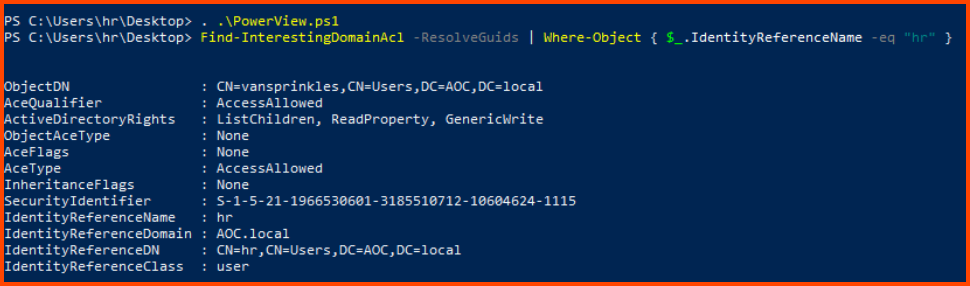 PS C:\Users\hr\Desktop> . .\PowerView.ps1
PS C:\Users\hr\Desktop> Find-InterestingDomainAcl -ResolveGuids | Where-Object { $_.IdentityReferenceName -eq "hr" }
ObjectDN                : CN=vansprinkles,CN=Users,DC=AOC,DC=local
AceQualifier            : AccessAllowed
ActiveDirectoryRights   : ListChildren, ReadProperty, GenericWrite
ObjectAceType           : None
AceFlags                : None
AceType                 : AccessAllowed
InheritanceFlags        : None
SecurityIdentifier      : S-1-5-21-1966530601-3185510712-10604624-1115
IdentityReferenceName   : hr
IdentityReferenceDomain : AOC.local
IdentityReferenceDN     : CN=hr,CN=Users,DC=AOC,DC=local
IdentityReferenceClass  : user